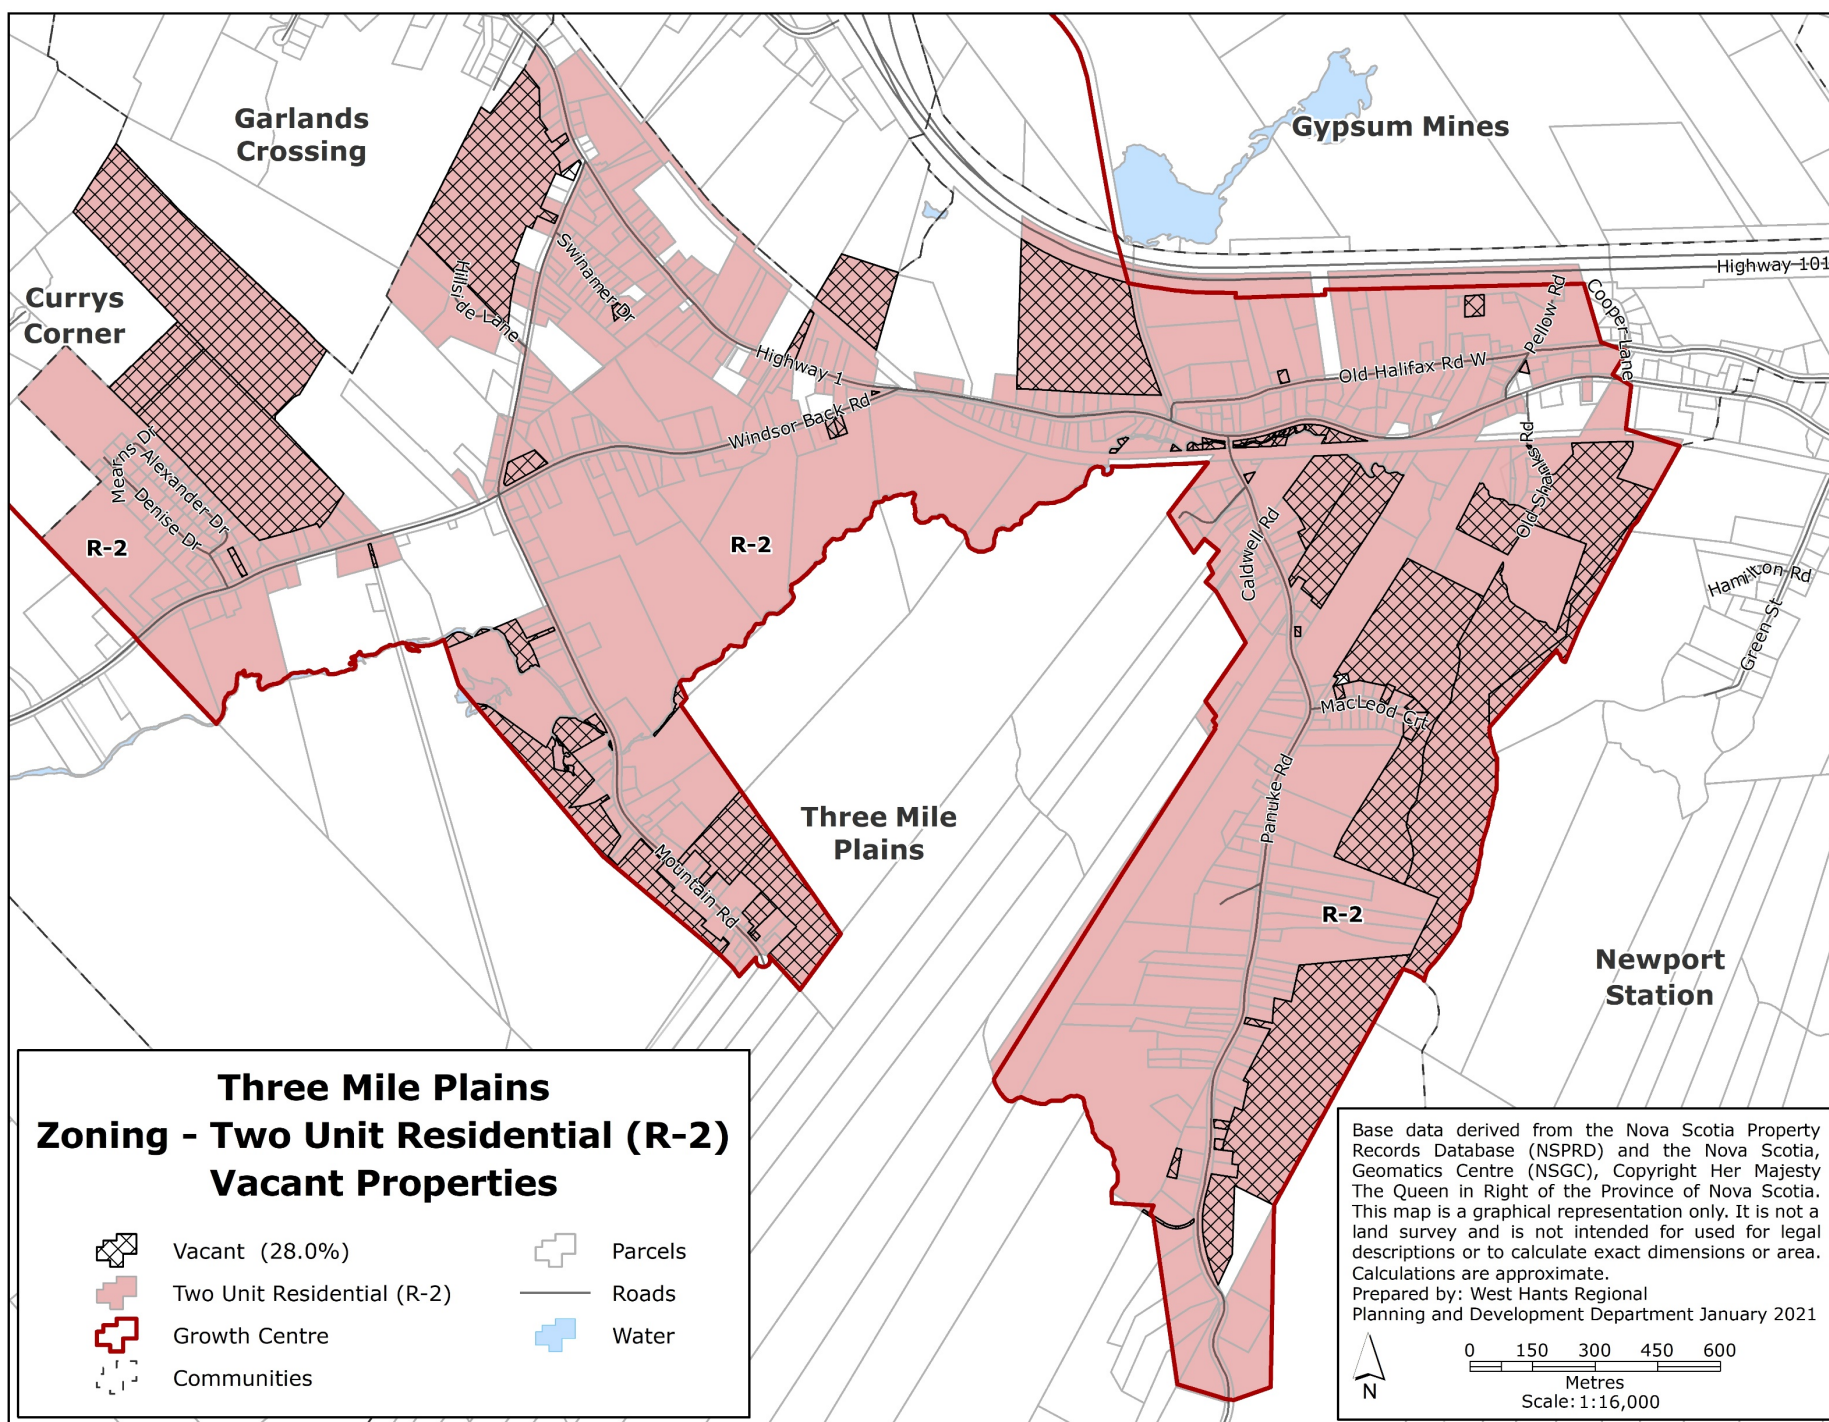 Garlands
Crossing
Gypsum Mines
Highway 101
Currys
Corner
Hillside Lane
Swinamer Dr
Highway 1
Windsor Back Rd
Old Halifax Rd W
Pellow Rd
Cooper Lane
Mearns Dr
Alexander Dr
Denise Dr
R-2
R-2
Caldwell Rd
Old Shanks Rd
Hamilton Rd
Green St
MacLeod Crt
Panuke Rd
Three Mile
Plains
Mountain Rd
R-2
Newport
Station
Three Mile Plains
Zoning - Two Unit Residential (R-2)
Vacant Properties
Vacant (28.0%)
Two Unit Residential (R-2)
Growth Centre
Communities
Parcels
Roads
Water
Base data derived from the Nova Scotia Property
Records Database (NSPRD) and the Nova Scotia,
Geomatics Centre (NSGC), Copyright Her Majesty
The Queen in Right of the Province of Nova Scotia.
This map is a graphical representation only. It is not a
land survey and is not intended for used for legal
descriptions or to calculate exact dimensions or area.
Calculations are approximate.
Prepared by: West Hants Regional
Planning and Development Department January 2021
N
0 150 300 450 600
Metres
Scale: 1:16,000